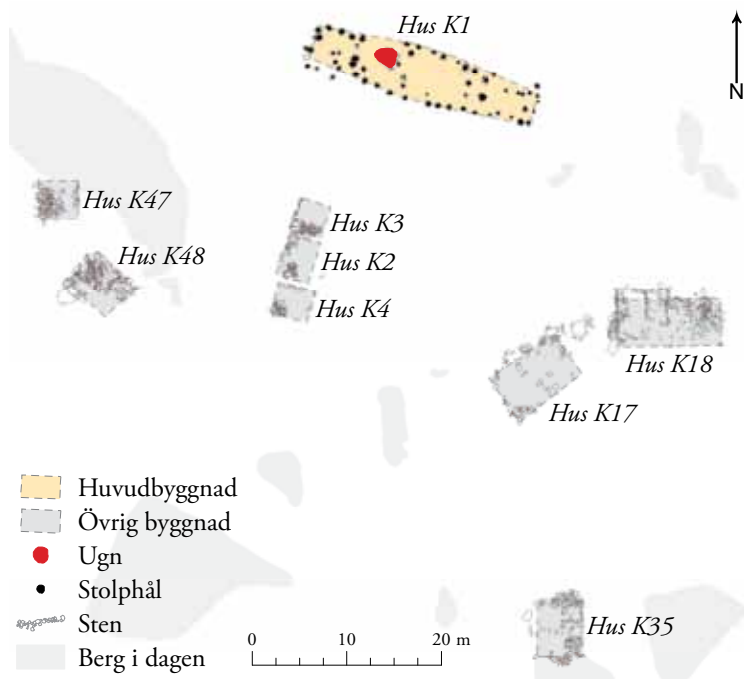 Hus K1
N
Hus K47
Hus K3
Hus K48
Hus K2
Hus K4
Hus K18
Hus K17
Huvudbyggnad
Övrig byggnad
Ugn
Stolphål
Sten
Berg i dagen
0 10 20 m
Hus K35